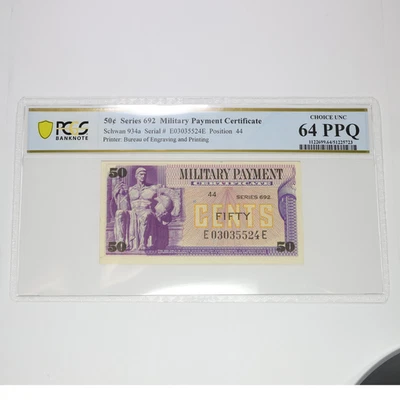 PCGS
BANKNOTE
50¢ Series 692 Military Payment Certificate
Schwan 934a Serial # E03035524E Position 44
Printer: Bureau of Engraving and Printing
CHOICE UNC
64 PPQ
50
MILITARY PAYMENT
CERTIFICATE
44 SERIES 692
CENTS
FIFTY
E03035524E
50
50